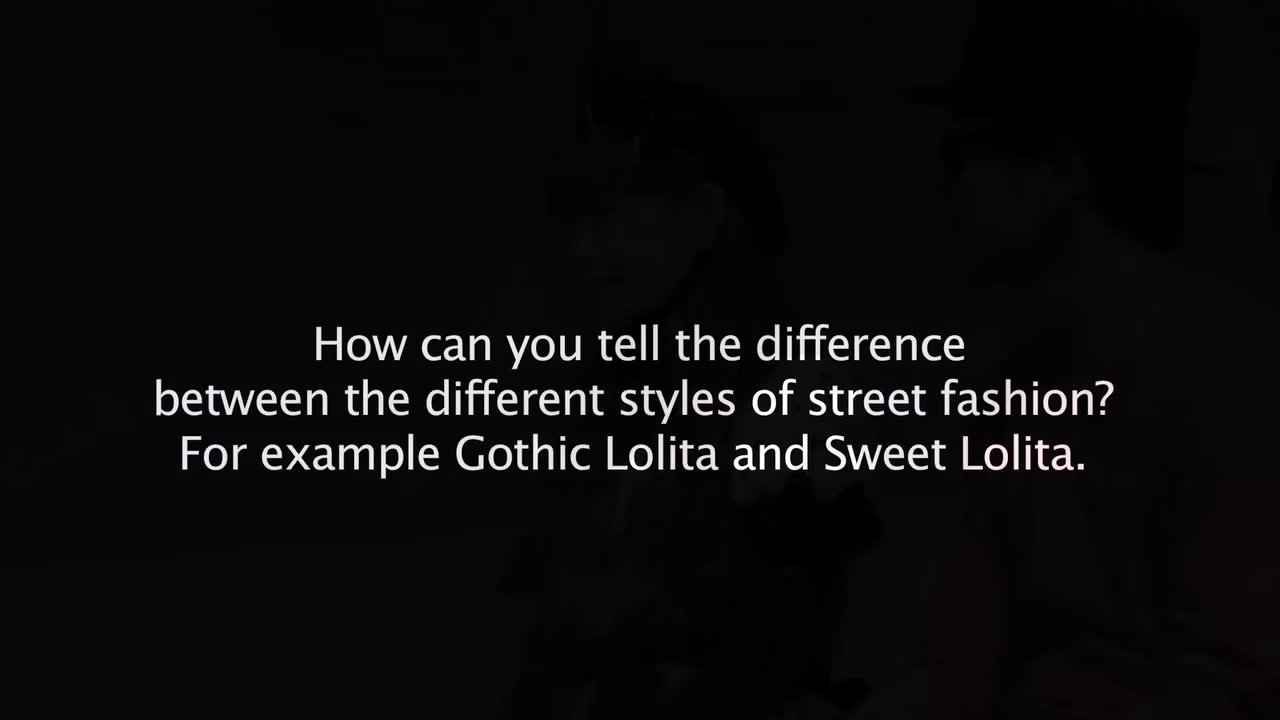 How can you tell the difference
between the different styles of street fashion?
For example Gothic Lolita and Sweet Lolita.